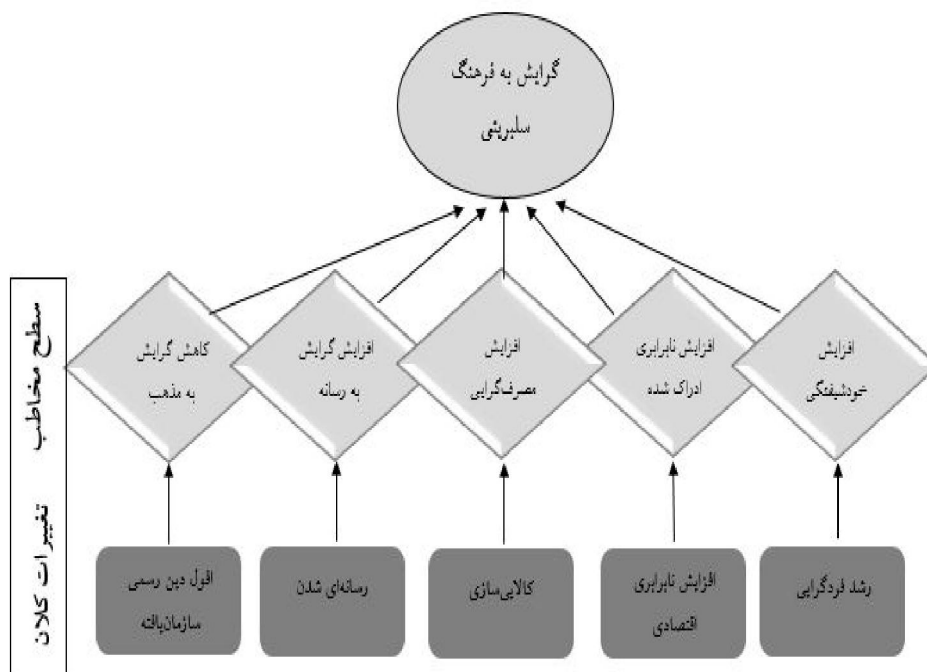 گرایش به فرهنگ
سلبریتی
سطح مخاطب
افزایش
خودشیفتگی
افزایش نابرابری
ادراک شده
افزایش
مصرف‌گرایی
افزایش گرایش
به رسانه
کاهش گرایش
به مذهب
تغییرات کلان
رشد فردگرایی
افزایش نابرابری
اقتصادی
کالایی‌سازی
رسانه‌ای شدن
افول دین رسمی
سازمان‌یافته